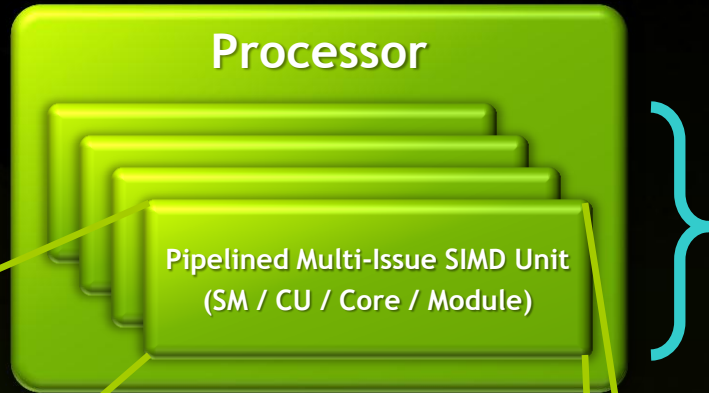 Processor
Pipelined Multi-Issue SIMD Unit
(SM / CU / Core / Module)